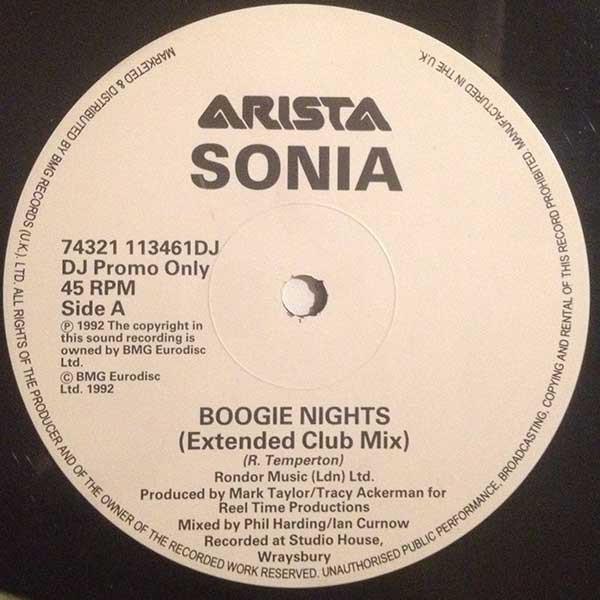 ARISTA
SONIA
74321 113461DJ
DJ Promo Only
45 RPM
Side A
℗ 1992 The copyright in
this sound recording is
owned by BMG Eurodisc
Ltd.
© BMG Eurodisc
Ltd. 1992
BOOGIE NIGHTS
(Extended Club Mix)
(R. Temperton)
Rondor Music (Ldn) Ltd.
Produced by Mark Taylor/Tracy Ackerman for
Reel Time Productions
Mixed by Phil Harding/Ian Curnow
Recorded at Studio House,
Wraysbury
MARKETED & DISTRIBUTED BY BMG RECORDS (U.K.), LTD. ALL RIGHTS OF THE PRODUCER AND OF THE OWNER OF THE RECORDED WORK RESERVED. UNAUTHORISED PUBLIC PERFORMANCE, BROADCASTING, COPYING AND RENTAL OF THIS RECORD PROHIBITED. MANUFACTURED IN THE U.K.